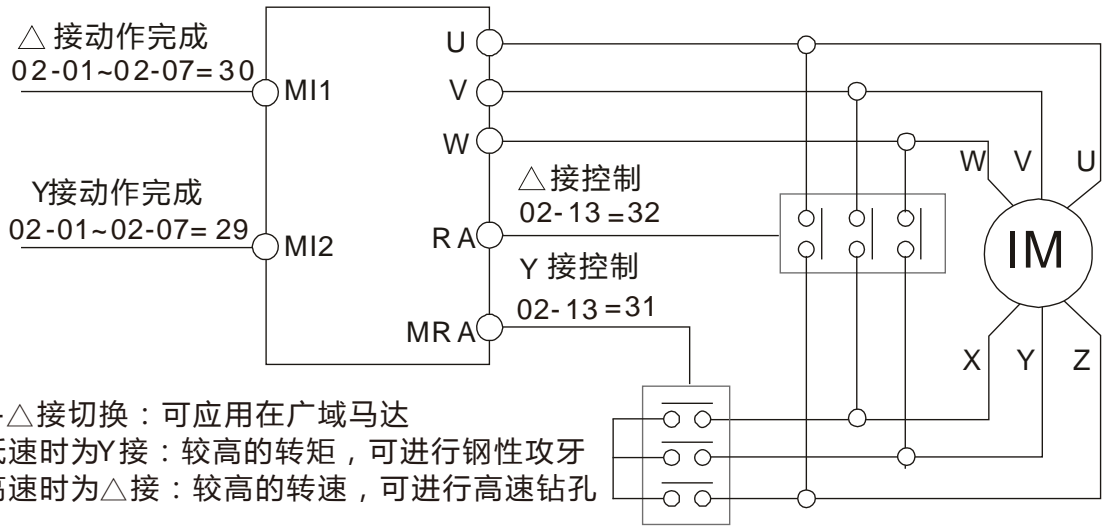 △ 接动作完成
02-01~02-07= 30
MI1
Y接动作完成
02-01~02-07= 29
MI2
U
V
W
RA
MRA
△接控制
02-13 =32
Y 接控制
02-13 =31
W V U
IM
X Y Z
-△接切换：可应用在广域马达
低速时为Y接：较高的转矩，可进行钢性攻牙
高速时为△接：较高的转速，可进行高速钻孔